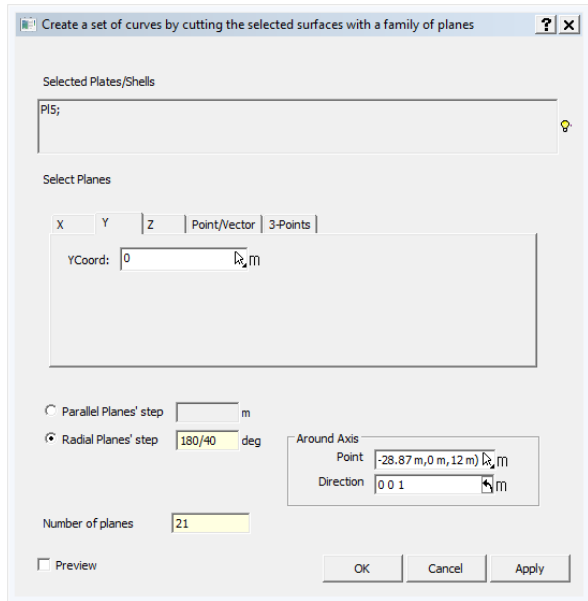 Create a set of curves by cutting the selected surfaces with a family of planes
Selected Plates/Shells
Pl5;
Select Planes
X Y Z Point/Vector 3-Points
YCoord: 0 m
Parallel Planes' step m
Radial Planes' step 180/40 deg
Around Axis
Point -28.87 m,0 m,12 m) m
Direction 0 0 1 m
Number of planes 21
Preview
OK Cancel Apply